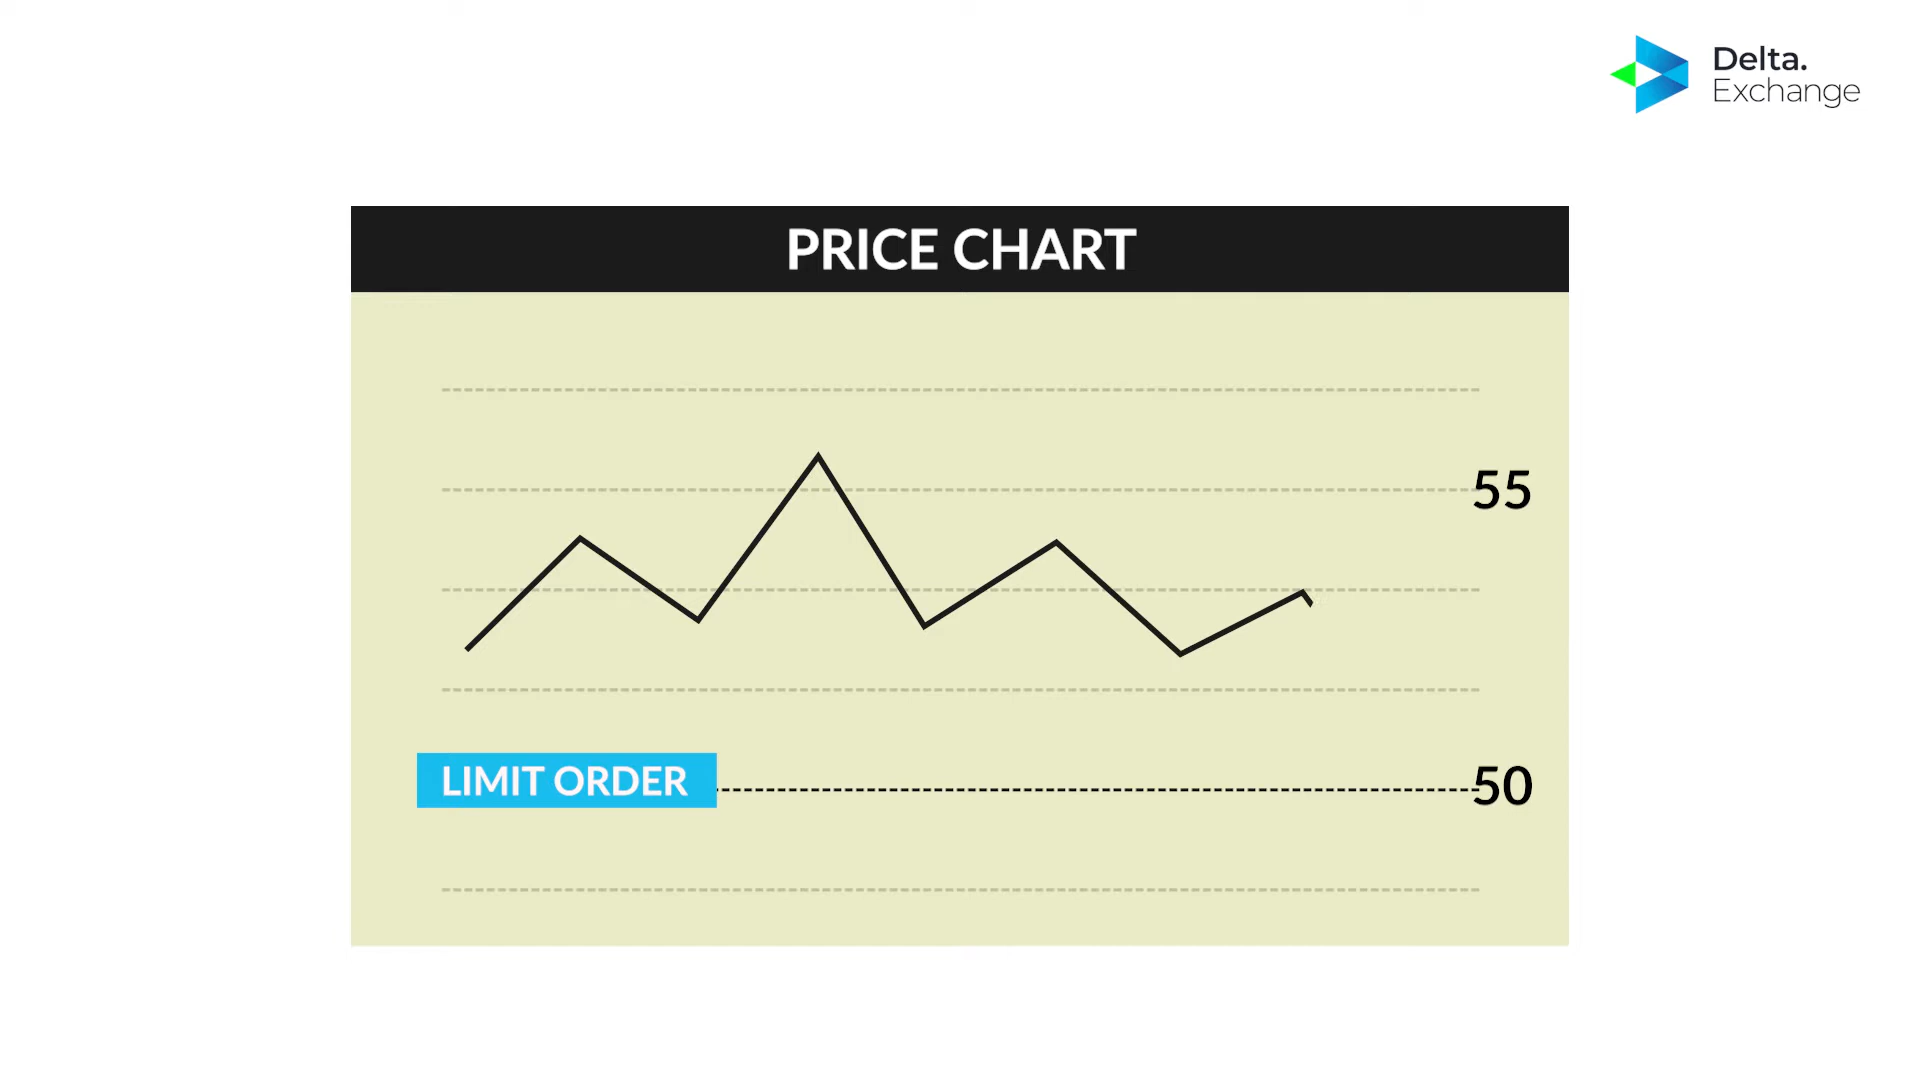 Delta.
Exchange
PRICE CHART
55
LIMIT ORDER
50